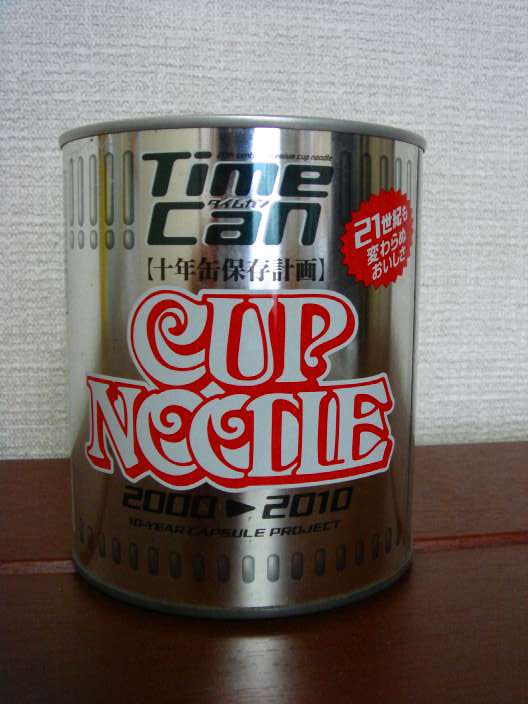 Time
タイムカン
Can
【十年缶保存計画】
21世紀も
変わらぬ
おいしさ
CUP
NOODLE
2000▶2010
10-YEAR CAPSULE PROJECT